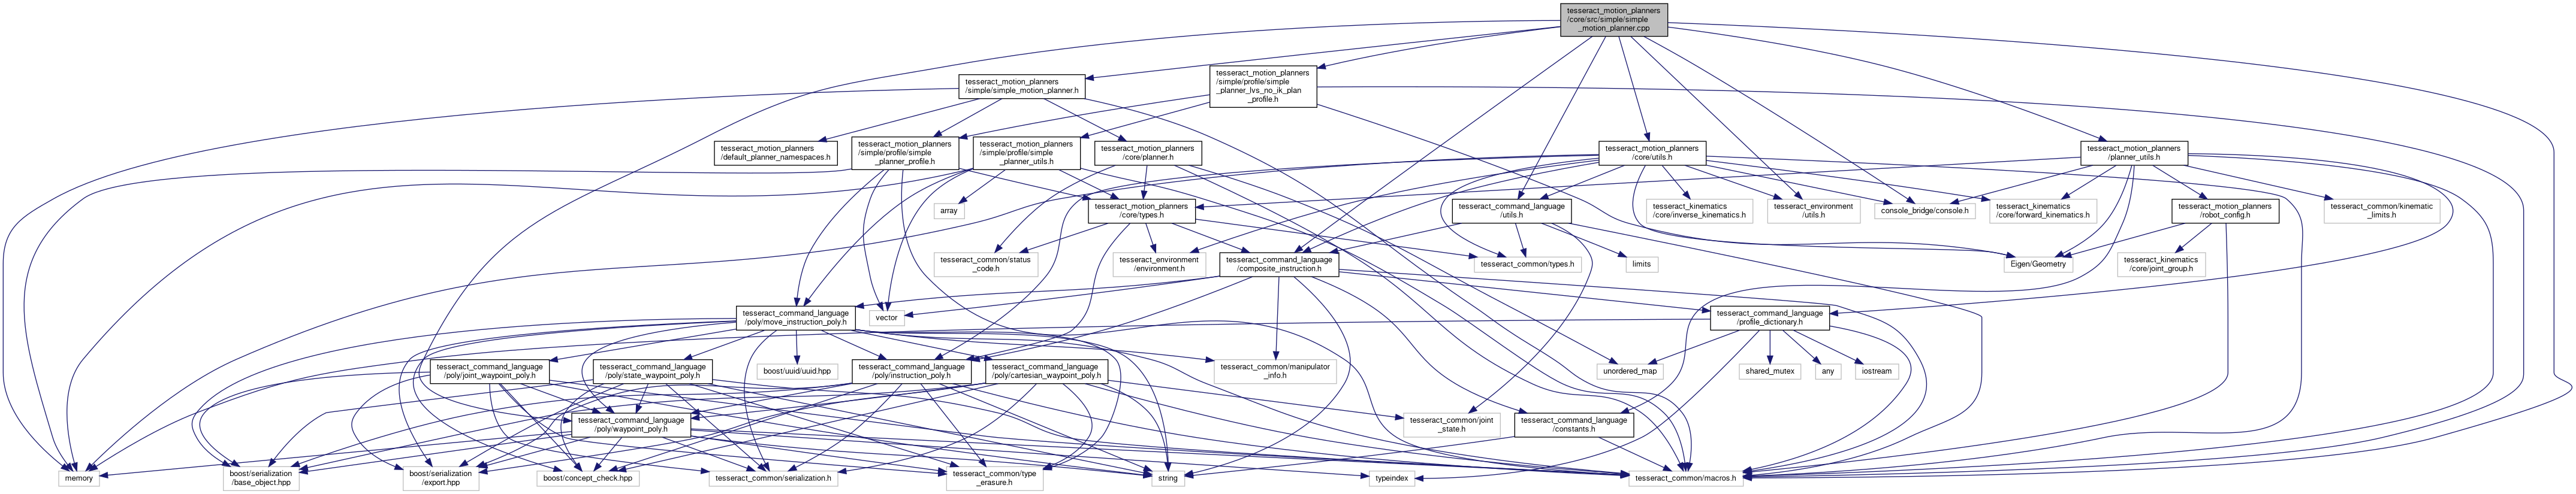 tesseract_motion_planners
/core/src/simple/simple
_motion_planner.cpp
tesseract_motion_planners
/simple/simple_motion_planner.h
tesseract_motion_planners
/simple/profile/simple
_planner_lvs_no_ik_plan
_profile.h
tesseract_motion_planners
/default_planner_namespaces.h
tesseract_motion_planners
/simple/profile/simple
_planner_profile.h
tesseract_motion_planners
/simple/profile/simple
_planner_utils.h
tesseract_motion_planners
/core/planner.h
tesseract_motion_planners
/core/utils.h
tesseract_motion_planners
/planner_utils.h
array
tesseract_motion_planners
/core/types.h
tesseract_command_language
/utils.h
tesseract_kinematics
/core/inverse_kinematics.h
tesseract_environment
/utils.h
console_bridge/console.h
tesseract_kinematics
/core/forward_kinematics.h
tesseract_motion_planners
/robot_config.h
tesseract_common/kinematic
_limits.h
tesseract_common/status
_code.h
tesseract_environment
/environment.h
tesseract_command_language
/composite_instruction.h
tesseract_common/types.h
limits
Eigen/Geometry
tesseract_kinematics
/core/joint_group.h
tesseract_command_language
/poly/move_instruction_poly.h
vector
tesseract_command_language
/profile_dictionary.h
tesseract_command_language
/poly/joint_waypoint_poly.h
tesseract_command_language
/poly/state_waypoint_poly.h
boost/uuid/uuid.hpp
tesseract_command_language
/poly/instruction_poly.h
tesseract_command_language
/poly/cartesian_waypoint_poly.h
tesseract_common/manipulator
_info.h
unordered_map
shared_mutex
any
iostream
tesseract_command_language
/poly/waypoint_poly.h
tesseract_common/joint
_state.h
tesseract_command_language
/constants.h
memory
boost/serialization
/base_object.hpp
boost/serialization
/export.hpp
boost/concept_check.hpp
tesseract_common/serialization.h
tesseract_common/type
_erasure.h
string
typeindex
tesseract_common/macros.h